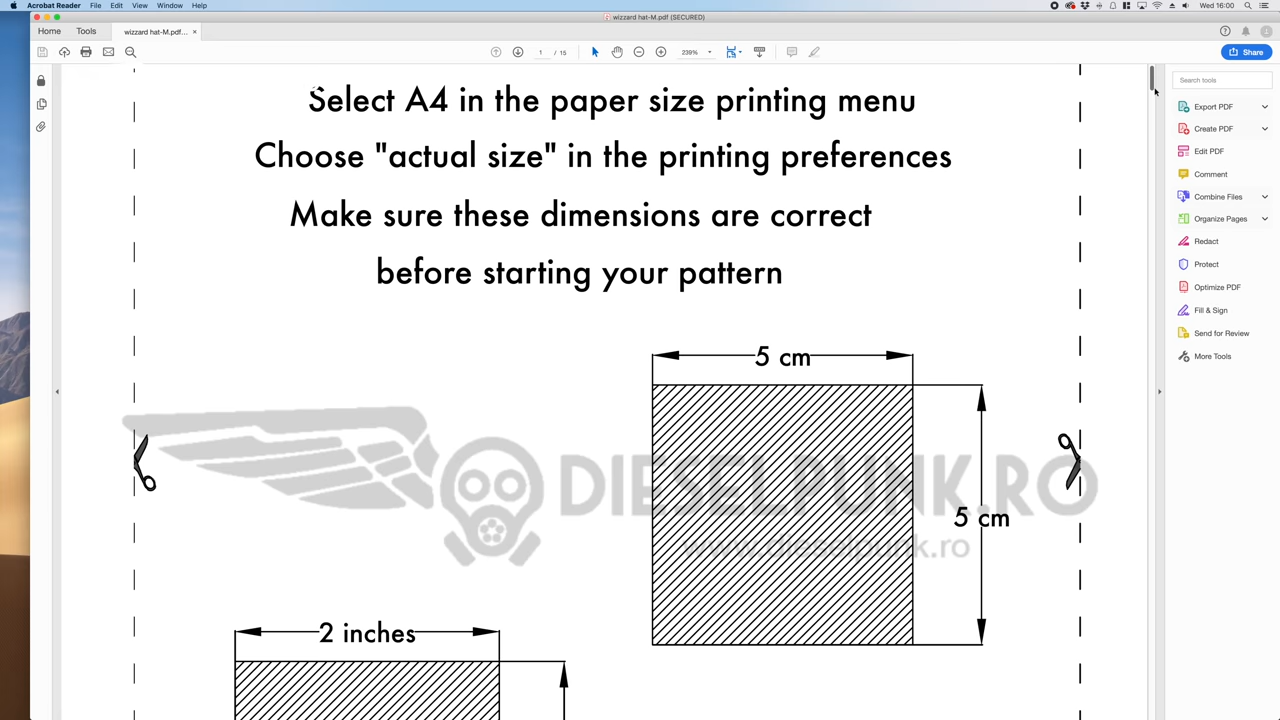 Acrobat Reader File Edit View Window Help
Wed 16:00
wizzard hat-M.pdf (SECURED)
Home Tools wizzard hat-M.pdf... ×
1 / 15
239%
Share
Select A4 in the paper size printing menu
Choose "actual size" in the printing preferences
Make sure these dimensions are correct
before starting your pattern
5 cm
DIESELPUNK.RO
5 cm
www.dieselpunk.ro
2 inches
Search tools
Export PDF
Create PDF
Edit PDF
Comment
Combine Files
Organize Pages
Redact
Protect
Optimize PDF
Fill & Sign
Send for Review
More Tools